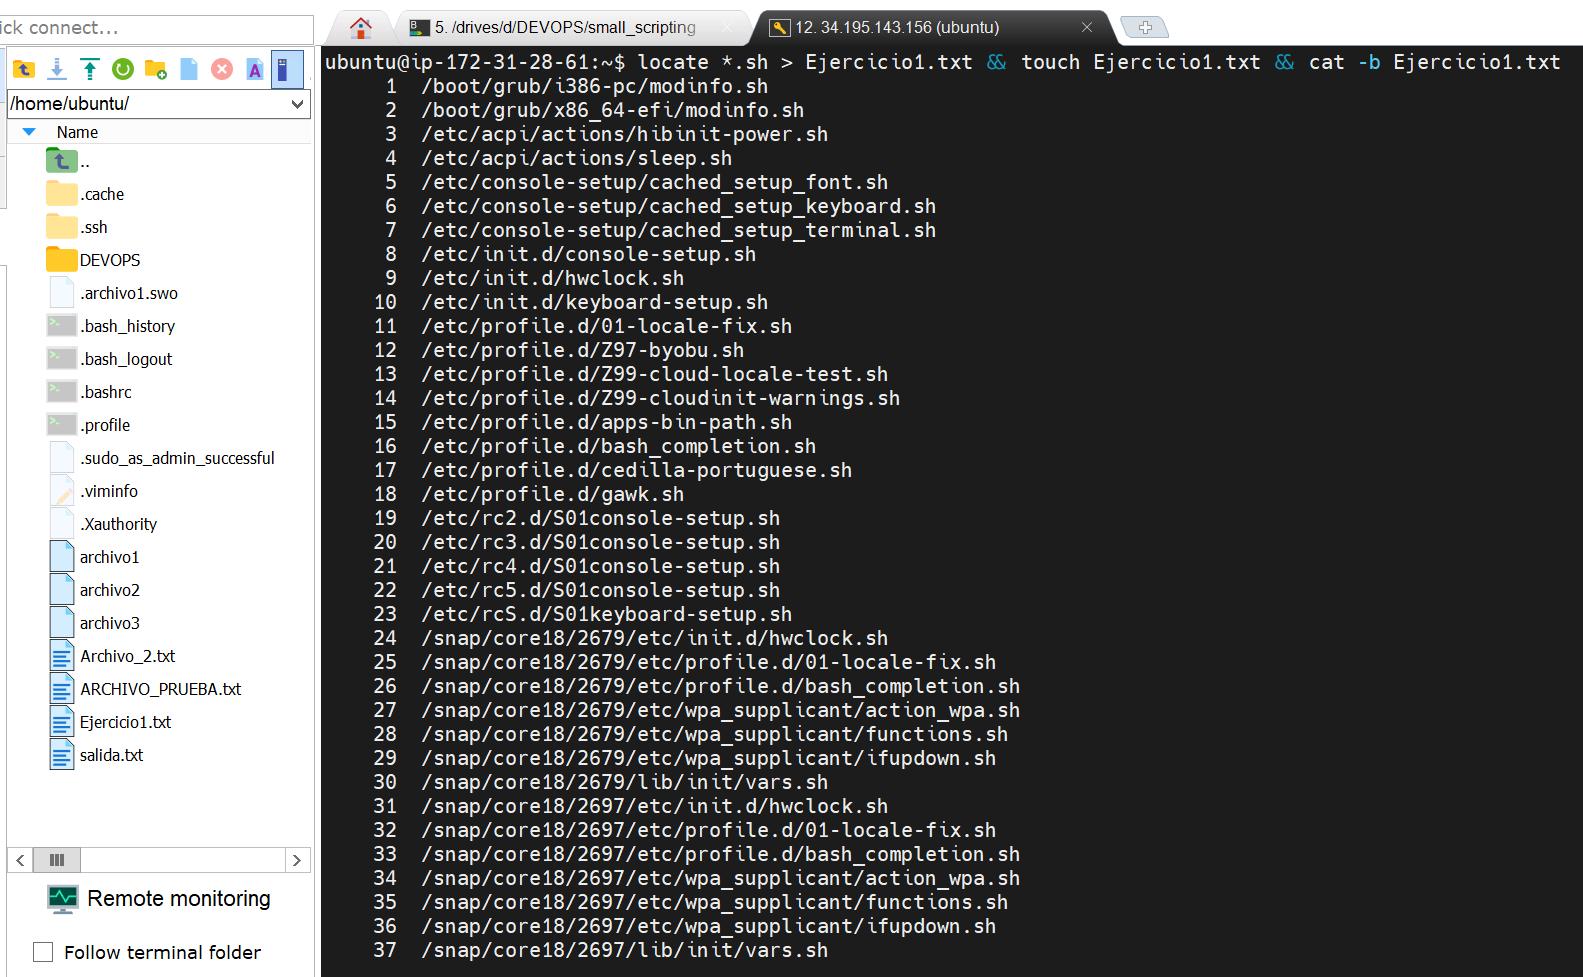 ick connect...
5. /drives/d/DEVOPS/small_scripting
12. 34.195.143.156 (ubuntu)
/home/ubuntu/
Name
..
.cache
.ssh
DEVOPS
.archivo1.swo
.bash_history
.bash_logout
.bashrc
.profile
.sudo_as_admin_successful
.viminfo
.Xauthority
archivo1
archivo2
archivo3
Archivo_2.txt
ARCHIVO_PRUEBA.txt
Ejercicio1.txt
salida.txt
Remote monitoring
Follow terminal folder
ubuntu@ip-172-31-28-61:~$ locate *.sh > Ejercicio1.txt && touch Ejercicio1.txt && cat -b Ejercicio1.txt
1 /boot/grub/i386-pc/modinfo.sh
2 /boot/grub/x86_64-efi/modinfo.sh
3 /etc/acpi/actions/hibinit-power.sh
4 /etc/acpi/actions/sleep.sh
5 /etc/console-setup/cached_setup_font.sh
6 /etc/console-setup/cached_setup_keyboard.sh
7 /etc/console-setup/cached_setup_terminal.sh
8 /etc/init.d/console-setup.sh
9 /etc/init.d/hwclock.sh
10 /etc/init.d/keyboard-setup.sh
11 /etc/profile.d/01-locale-fix.sh
12 /etc/profile.d/Z97-byobu.sh
13 /etc/profile.d/Z99-cloud-locale-test.sh
14 /etc/profile.d/Z99-cloudinit-warnings.sh
15 /etc/profile.d/apps-bin-path.sh
16 /etc/profile.d/bash_completion.sh
17 /etc/profile.d/cedilla-portuguese.sh
18 /etc/profile.d/gawk.sh
19 /etc/rc2.d/S01console-setup.sh
20 /etc/rc3.d/S01console-setup.sh
21 /etc/rc4.d/S01console-setup.sh
22 /etc/rc5.d/S01console-setup.sh
23 /etc/rcS.d/S01keyboard-setup.sh
24 /snap/core18/2679/etc/init.d/hwclock.sh
25 /snap/core18/2679/etc/profile.d/01-locale-fix.sh
26 /snap/core18/2679/etc/profile.d/bash_completion.sh
27 /snap/core18/2679/etc/wpa_supplicant/action_wpa.sh
28 /snap/core18/2679/etc/wpa_supplicant/functions.sh
29 /snap/core18/2679/etc/wpa_supplicant/ifupdown.sh
30 /snap/core18/2679/lib/init/vars.sh
31 /snap/core18/2697/etc/init.d/hwclock.sh
32 /snap/core18/2697/etc/profile.d/01-locale-fix.sh
33 /snap/core18/2697/etc/profile.d/bash_completion.sh
34 /snap/core18/2697/etc/wpa_supplicant/action_wpa.sh
35 /snap/core18/2697/etc/wpa_supplicant/functions.sh
36 /snap/core18/2697/etc/wpa_supplicant/ifupdown.sh
37 /snap/core18/2697/lib/init/vars.sh